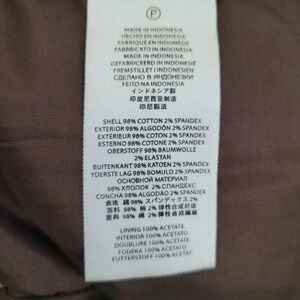 P
MADE IN INDONESIA
HECHO EN INDONESIA
FABRIQUÉ EN INDONÉSIE
FABBRICATO IN INDONESIA
MADE IN INDONESIA
GEFABRICEERD IN INDONESIË
FREMSTILLET I INDONESIEN
СДЕЛАНО В ИНДОНЕЗИИ
FEITO NA INDONÉSIA
インドネシア製
印度尼西亚制造
印尼製造
SHELL 98% COTTON 2% SPANDEX
EXTERIOR 98% ALGODÓN 2% SPANDEX
EXTÉRIEUR 98% COTON 2% SPANDEX
ESTERNO 98% COTONE 2% SPANDEX
OBERSTOFF 98% BAUMWOLLE
2% ELASTAN
BUITENKANT 98% KATOEN 2% SPANDEX
YDERSTE LAG 98% BOMULD 2% SPANDEX
ОСНОВНОЙ МАТЕРИАЛ
98% ХЛОПОК 2% СПАНДЕКС
CONCHA 98% ALGODÃO 2% SPANDEX
表地 綿 98% スパンデックス 2%
面料 98% 棉 2% 弹性合成纤维
面料 98% 棉 2% 彈性合成纖維
LINING 100% ACETATE
INTERIOR 100% ACETATO
DOUBLURE 100% ACÉTATE
FODERA 100% ACETATO
FUTTERSTOFF 100% ACETAT